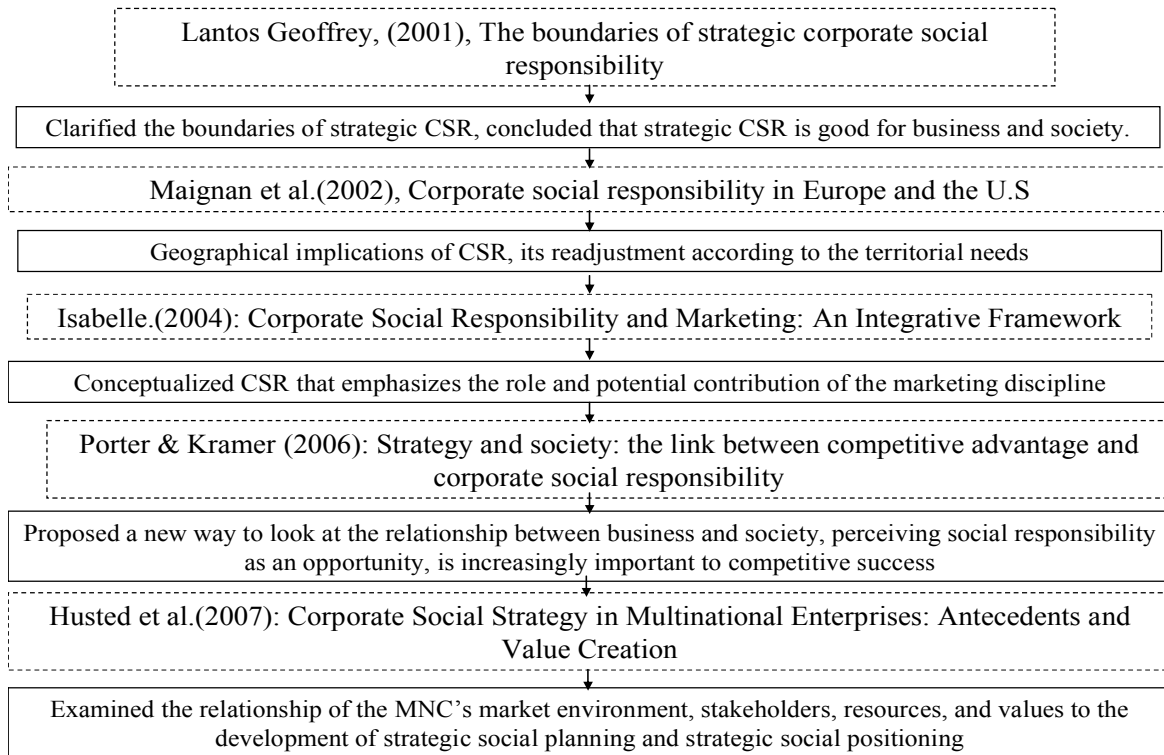 Lantos Geoffrey, (2001), The boundaries of strategic corporate social
responsibility
Clarified the boundaries of strategic CSR, concluded that strategic CSR is good for business and society.
Maignan et al.(2002), Corporate social responsibility in Europe and the U.S
Geographical implications of CSR, its readjustment according to the territorial needs
Isabelle.(2004): Corporate Social Responsibility and Marketing: An Integrative Framework
Conceptualized CSR that emphasizes the role and potential contribution of the marketing discipline
Porter & Kramer (2006): Strategy and society: the link between competitive advantage and
corporate social responsibility
Proposed a new way to look at the relationship between business and society, perceiving social responsibility
as an opportunity, is increasingly important to competitive success
Husted et al.(2007): Corporate Social Strategy in Multinational Enterprises: Antecedents and
Value Creation
Examined the relationship of the MNC’s market environment, stakeholders, resources, and values to the
development of strategic social planning and strategic social positioning